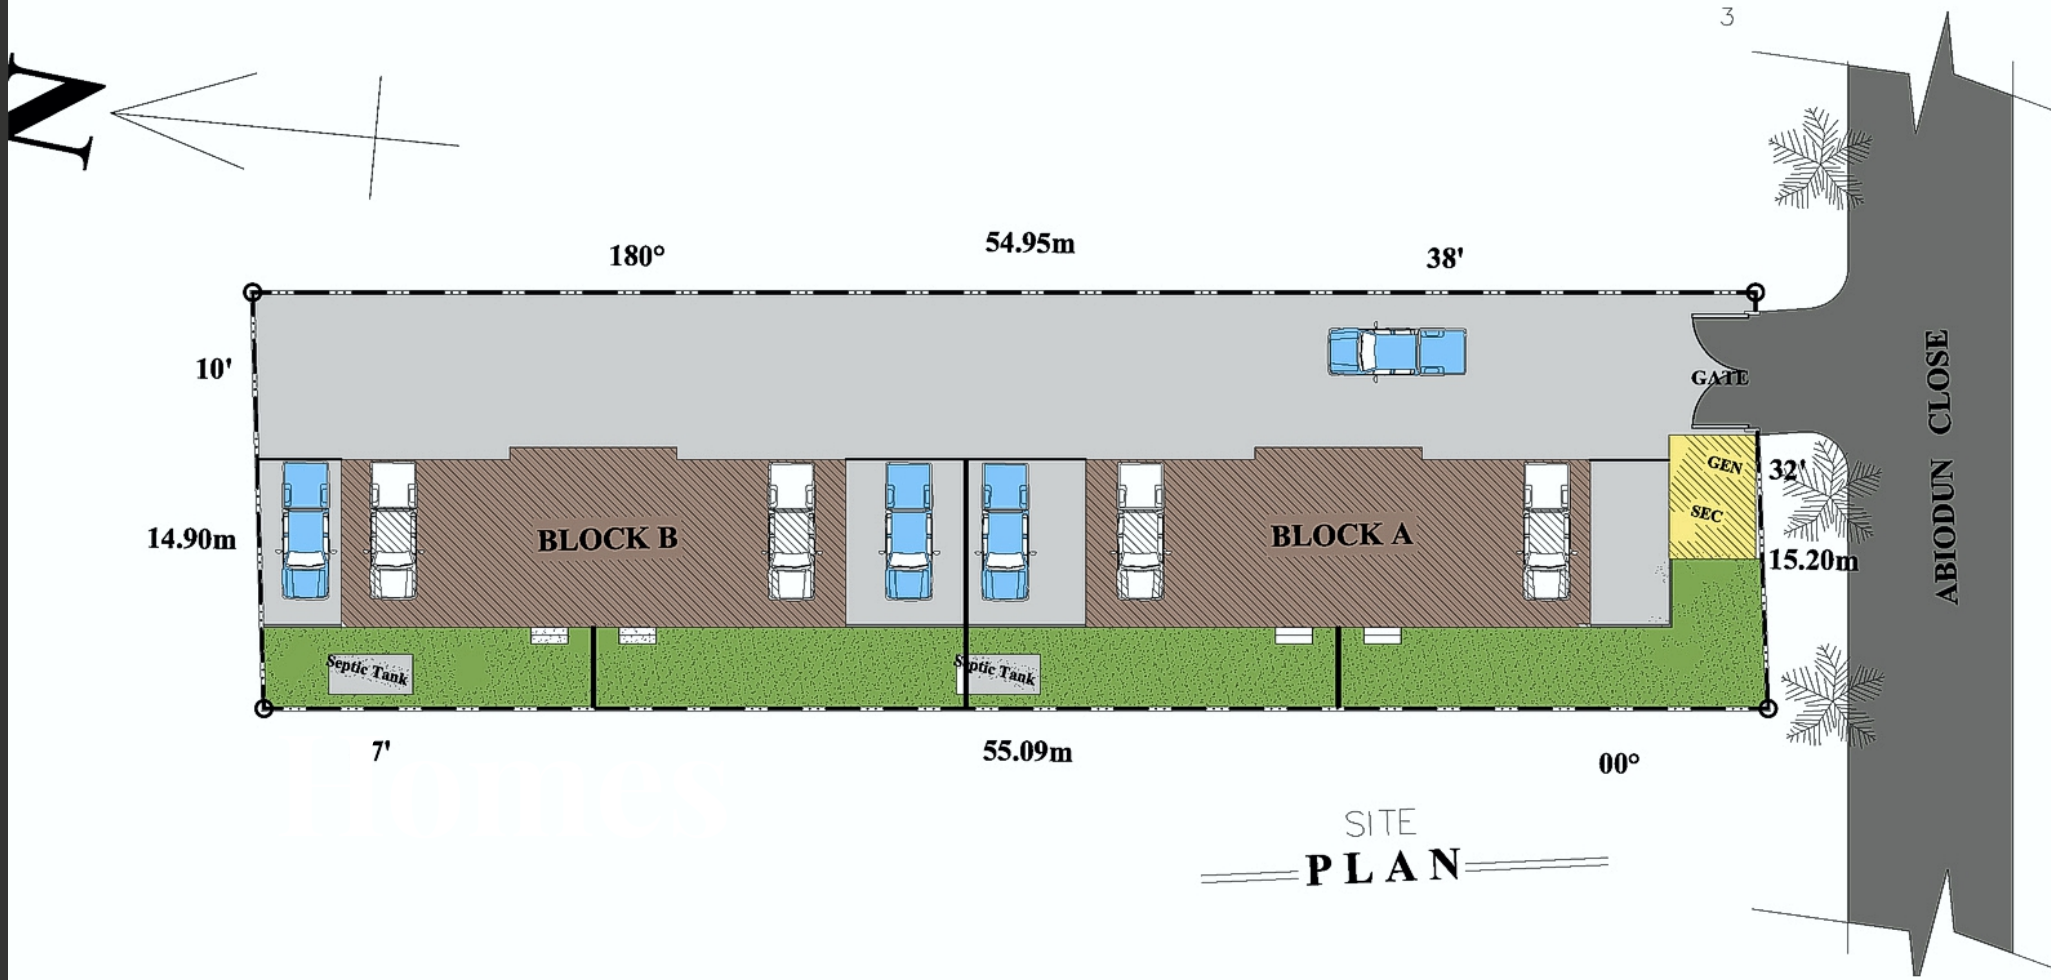 3
N
180°
54.95m
38'
10'
GATE
ABIODUN CLOSE
GEN
32'
SEC
14.90m
BLOCK B
BLOCK A
15.20m
Septic Tank
Septic Tank
7'
55.09m
00°
Homes
SITE
PLAN